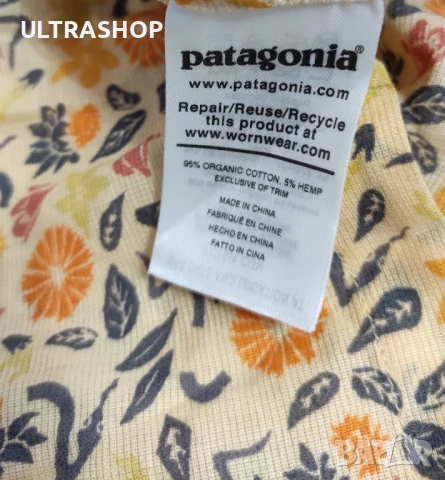 ULTRASHOP
patagonia®
www.patagonia.com
Repair/Reuse/Recycle
this product at
www.wornwear.com
95% ORGANIC COTTON, 5% HEMP
EXCLUSIVE OF TRIM
MADE IN CHINA
FABRIQUÉ EN CHINE
HECHO EN CHINA
FATTO IN CINA